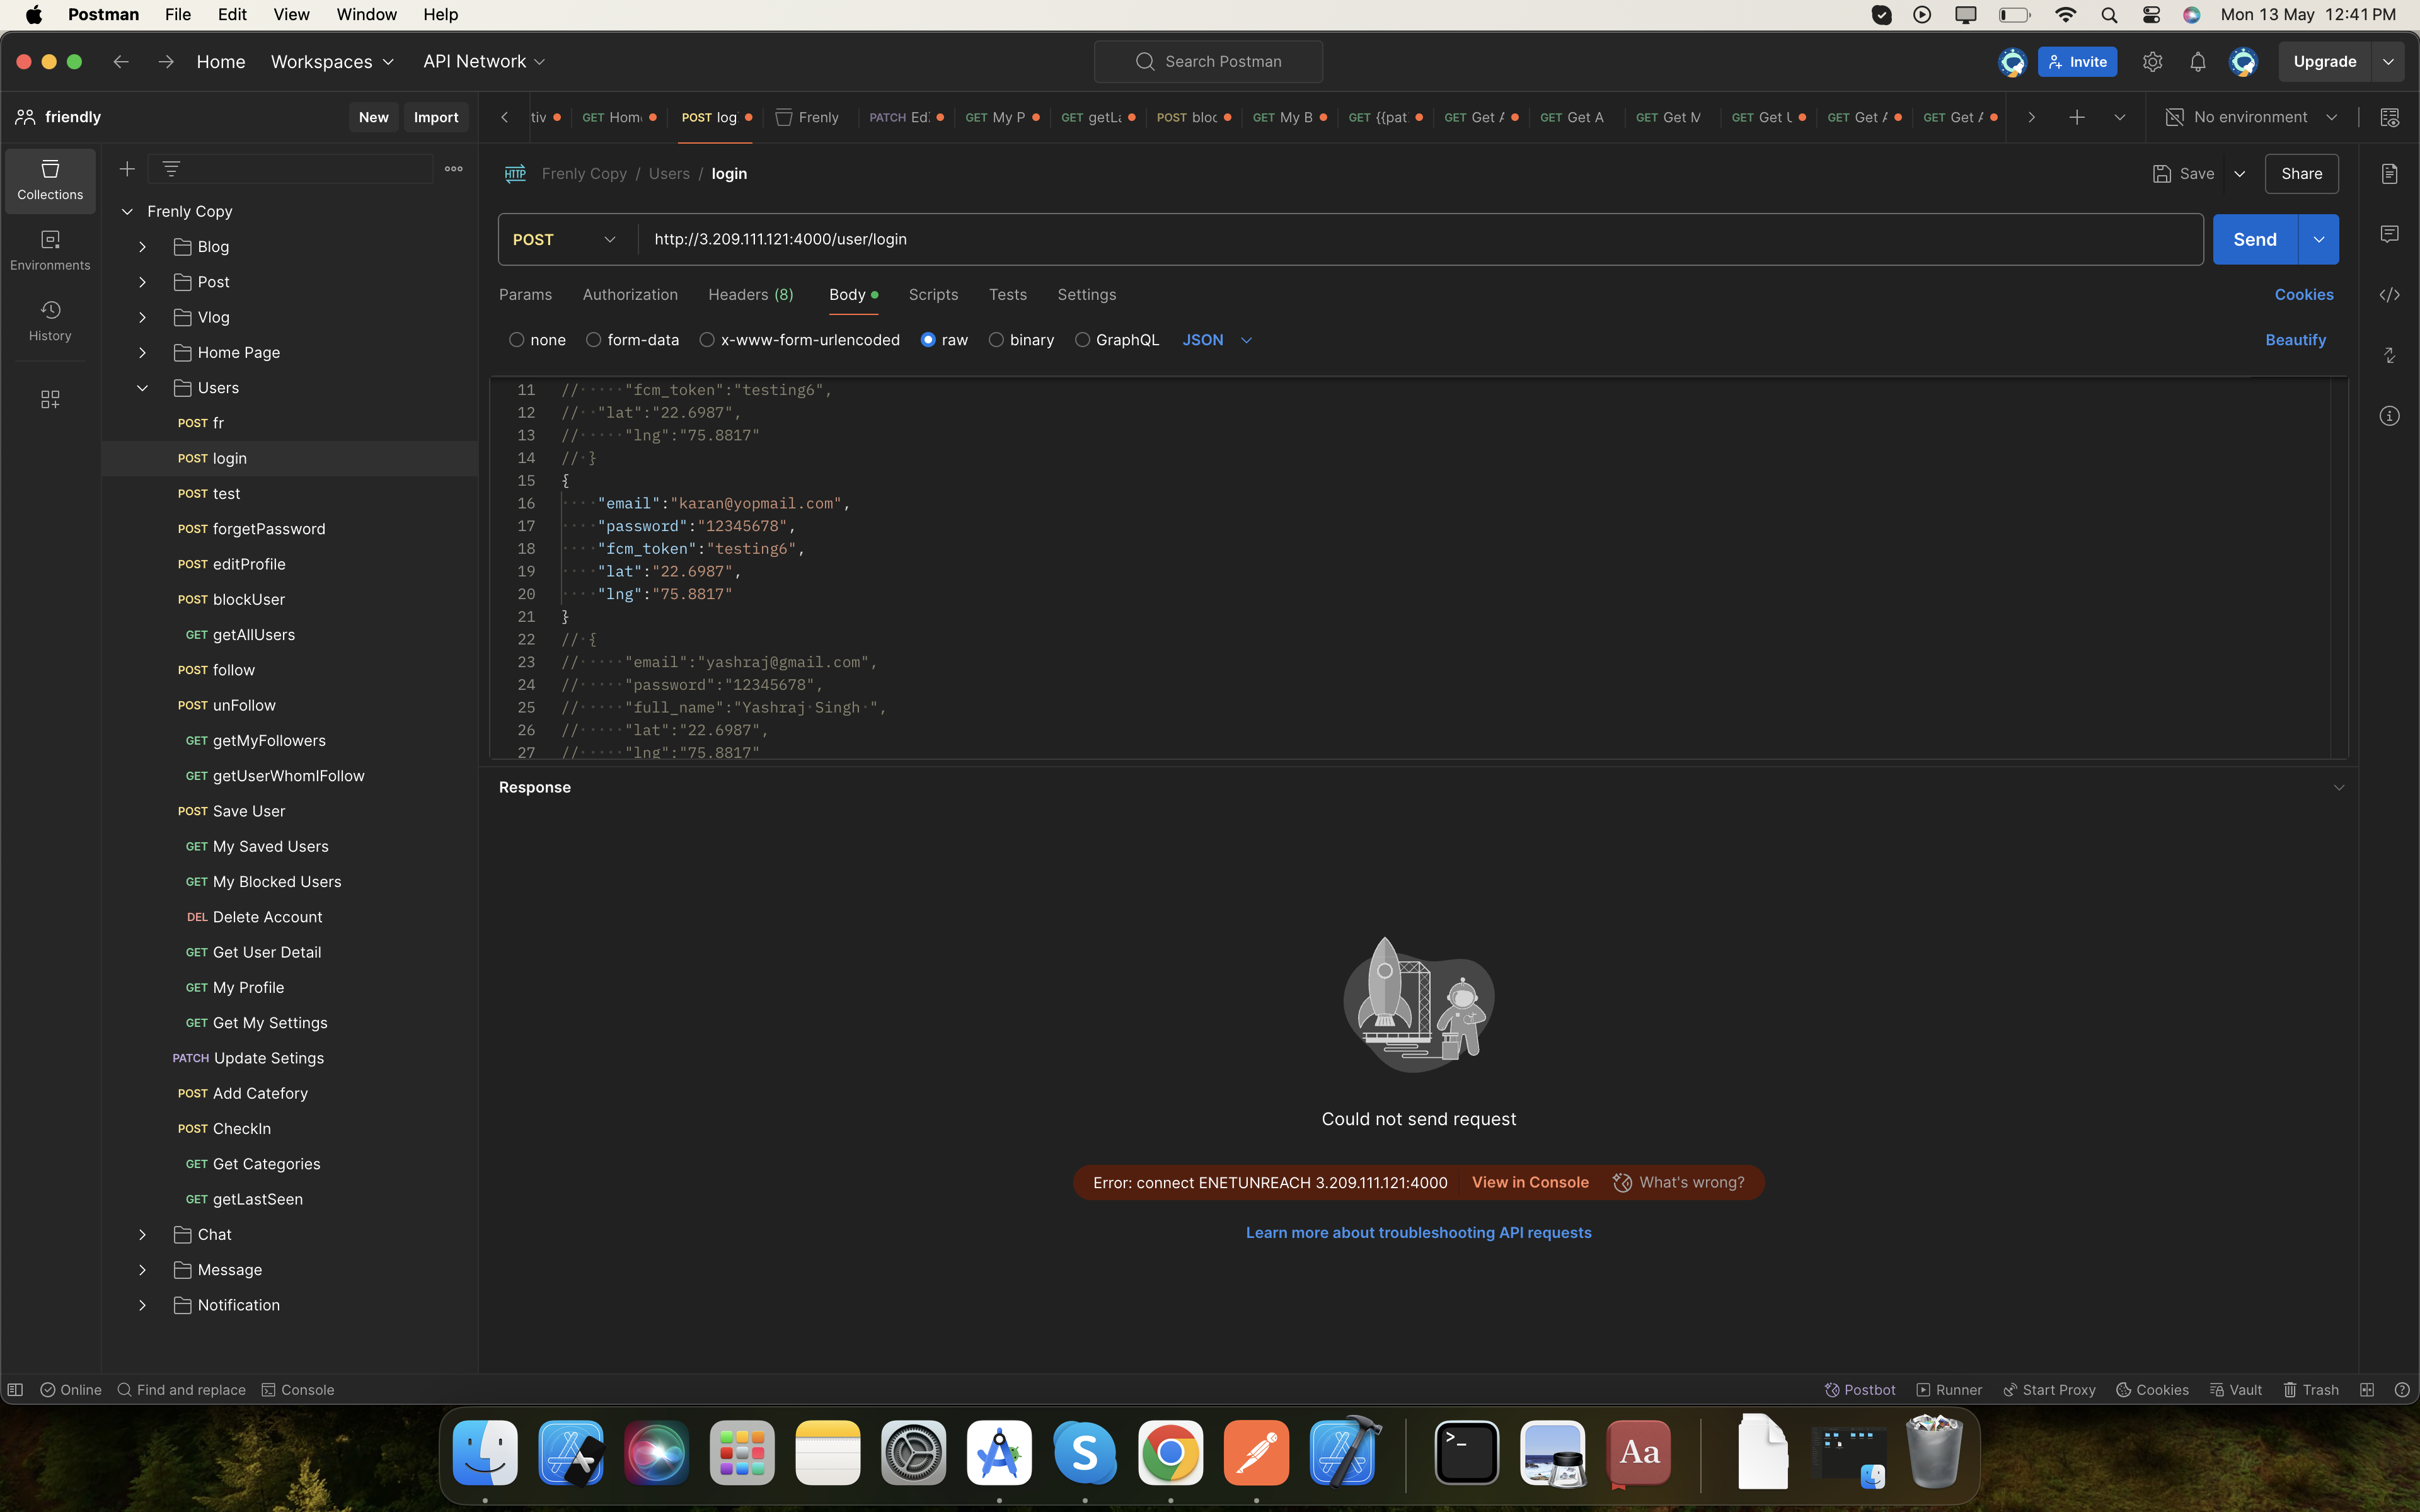 Postman File Edit View Window Help Mon 13 May 12:41 PM
Home Workspaces API Network Search Postman Invite Upgrade
friendly New Import
tiv GET Hom POST log Frenly PATCH Ed GET My P GET getLa POST bloc GET My B GET {{pat GET Get A GET Get A GET Get M GET Get U GET Get A GET Get A No environment
Collections
Environments
History
Frenly Copy
Blog
Post
Vlog
Home Page
Users
POST fr
POST login
POST test
POST forgetPassword
POST editProfile
POST blockUser
GET getAllUsers
POST follow
POST unFollow
GET getMyFollowers
GET getUserWhomIFollow
POST Save User
GET My Saved Users
GET My Blocked Users
DEL Delete Account
GET Get User Detail
GET My Profile
GET Get My Settings
PATCH Update Setings
POST Add Catefory
POST CheckIn
GET Get Categories
GET getLastSeen
Chat
Message
Notification
HTTP Frenly Copy / Users / login Save Share
POST http://3.209.111.121:4000/user/login Send
Params Authorization Headers (8) Body Scripts Tests Settings Cookies
none form-data x-www-form-urlencoded raw binary GraphQL JSON Beautify
11 // "fcm_token":"testing6",
12 // "lat":"22.6987",
13 // "lng":"75.8817"
14 // }
15 {
16 "email":"karan@yopmail.com",
17 "password":"12345678",
18 "fcm_token":"testing6",
19 "lat":"22.6987",
20 "lng":"75.8817"
21 }
22 // {
23 // "email":"yashraj@gmail.com",
24 // "password":"12345678",
25 // "full_name":"Yashraj Singh ",
26 // "lat":"22.6987",
27 // "lng":"75.8817"
Response
Could not send request
Error: connect ENETUNREACH 3.209.111.121:4000 View in Console What's wrong?
Learn more about troubleshooting API requests
Online Find and replace Console Postbot Runner Start Proxy Cookies Vault Trash
S >_ Aa